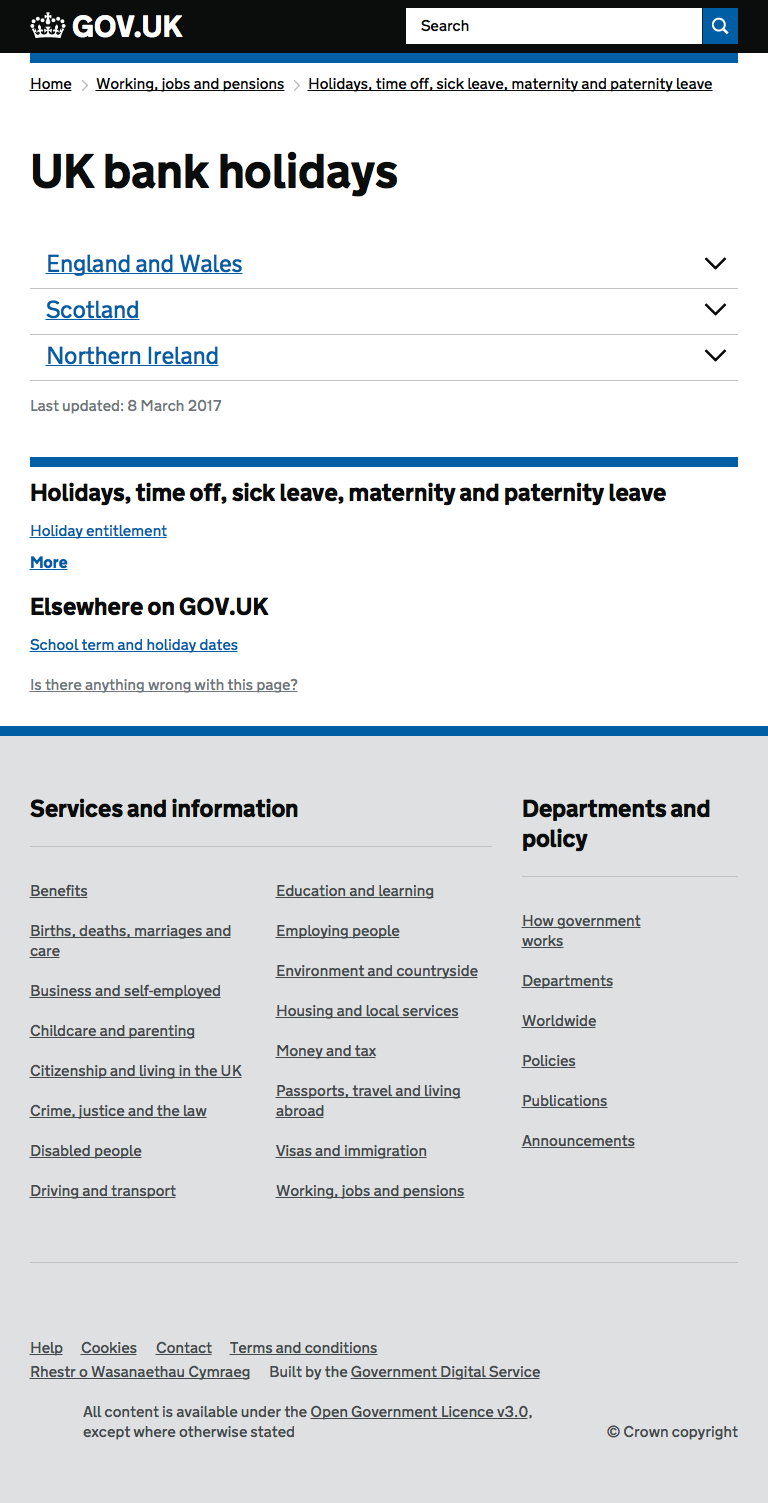 GOV.UK
Search
Home
Working, jobs and pensions
Holidays, time off, sick leave, maternity and paternity leave
UK bank holidays
England and Wales
Scotland
Northern Ireland
Last updated: 8 March 2017
Holidays, time off, sick leave, maternity and paternity leave
Holiday entitlement
More
Elsewhere on GOV.UK
School term and holiday dates
Is there anything wrong with this page?
Services and information
Benefits
Births, deaths, marriages and
care
Business and self-employed
Childcare and parenting
Citizenship and living in the UK
Crime, justice and the law
Disabled people
Driving and transport
Education and learning
Employing people
Environment and countryside
Housing and local services
Money and tax
Passports, travel and living
abroad
Visas and immigration
Working, jobs and pensions
Departments and
policy
How government
works
Departments
Worldwide
Policies
Publications
Announcements
Help Cookies Contact Terms and conditions
Rhestr o Wasanaethau Cymraeg Built by the Government Digital Service
All content is available under the Open Government Licence v3.0,
except where otherwise stated
© Crown copyright